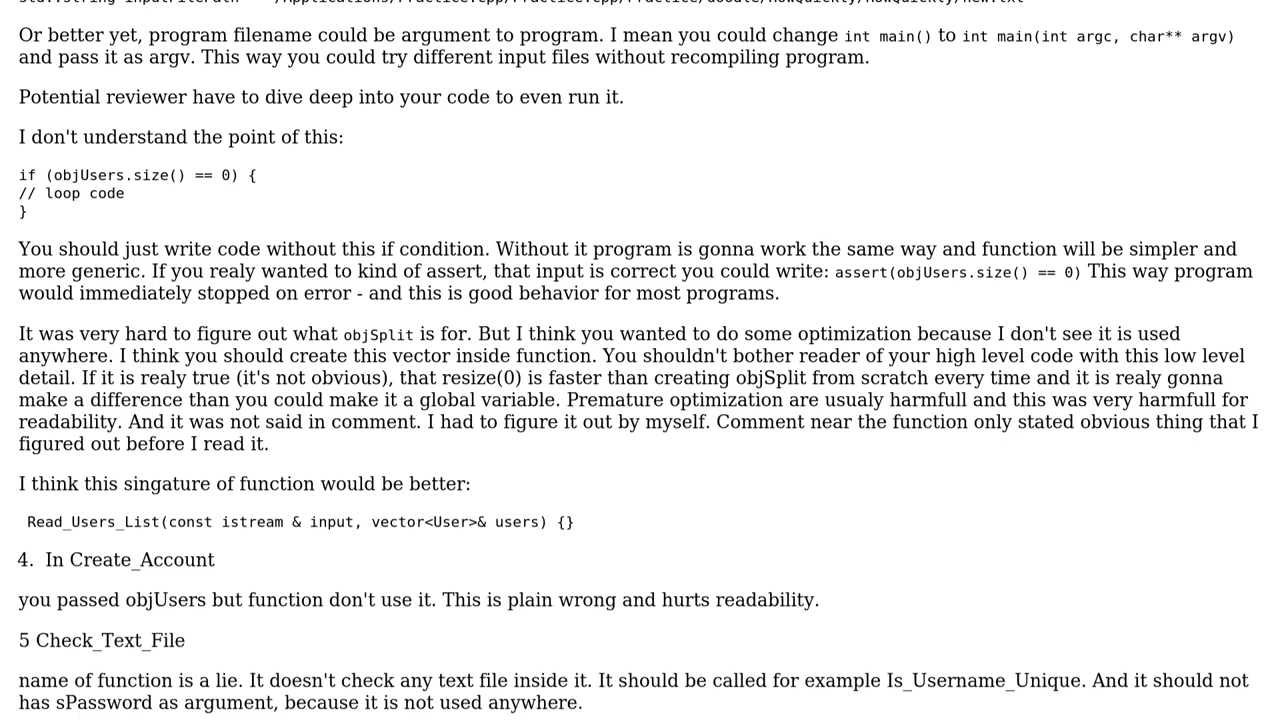 Or better yet, program filename could be argument to program. I mean you could change int main() to int main(int argc, char** argv)
and pass it as argv. This way you could try different input files without recompiling program.
Potential reviewer have to dive deep into your code to even run it.
I don't understand the point of this:
if (objUsers.size() == 0) {
// loop code
}
You should just write code without this if condition. Without it program is gonna work the same way and function will be simpler and
more generic. If you realy wanted to kind of assert, that input is correct you could write: assert(objUsers.size() == 0) This way program
would immediately stopped on error - and this is good behavior for most programs.
It was very hard to figure out what objSplit is for. But I think you wanted to do some optimization because I don't see it is used
anywhere. I think you should create this vector inside function. You shouldn't bother reader of your high level code with this low level
detail. If it is realy true (it's not obvious), that resize(0) is faster than creating objSplit from scratch every time and it is realy gonna
make a difference than you could make it a global variable. Premature optimization are usualy harmfull and this was very harmfull for
readability. And it was not said in comment. I had to figure it out by myself. Comment near the function only stated obvious thing that I
figured out before I read it.
I think this singature of function would be better:
Read_Users_List(const istream & input, vector<User>& users) {}
4. In Create_Account
you passed objUsers but function don't use it. This is plain wrong and hurts readability.
5 Check_Text_File
name of function is a lie. It doesn't check any text file inside it. It should be called for example Is_Username_Unique. And it should not
has sPassword as argument, because it is not used anywhere.